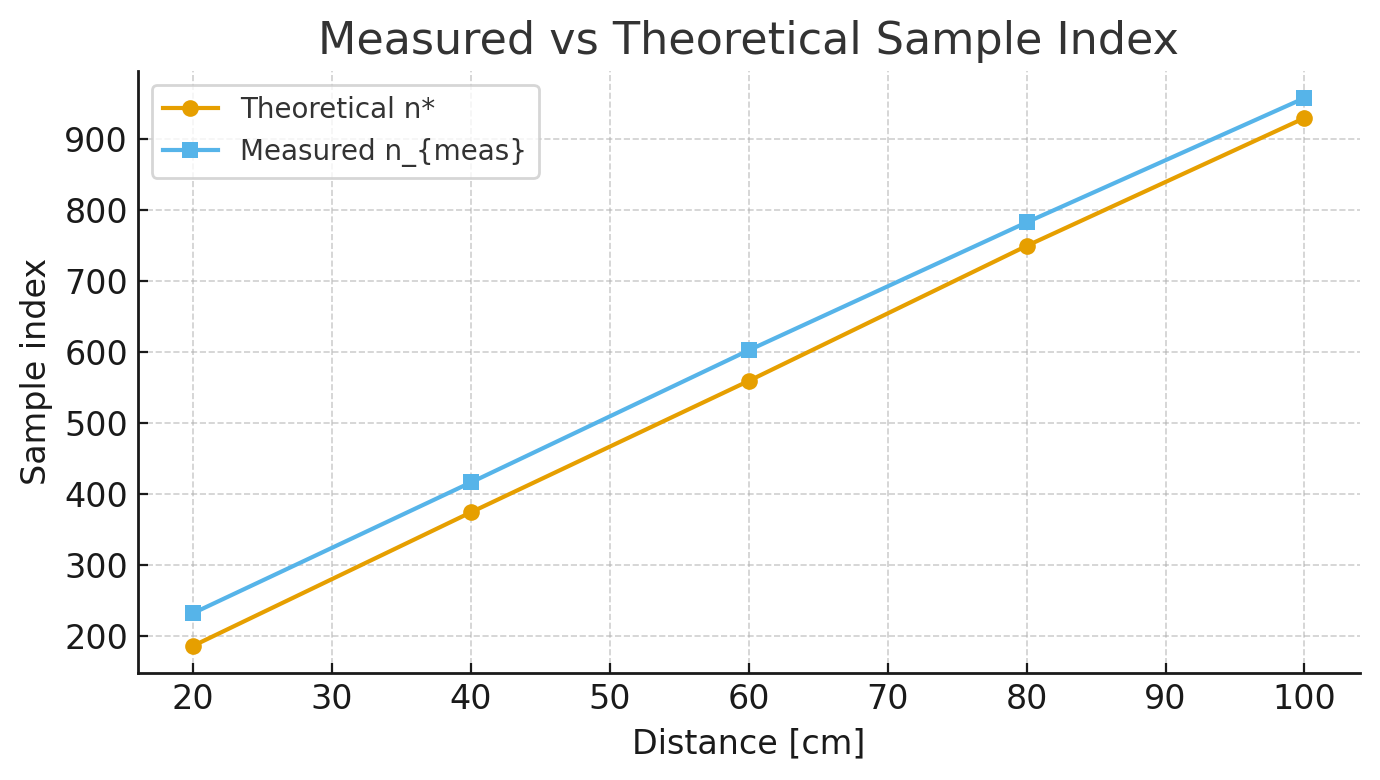 Measured vs Theoretical Sample Index
Theoretical n*
Measured n_{meas}
Sample index
900
800
700
600
500
400
300
200
20 30 40 50 60 70 80 90 100
Distance [cm]